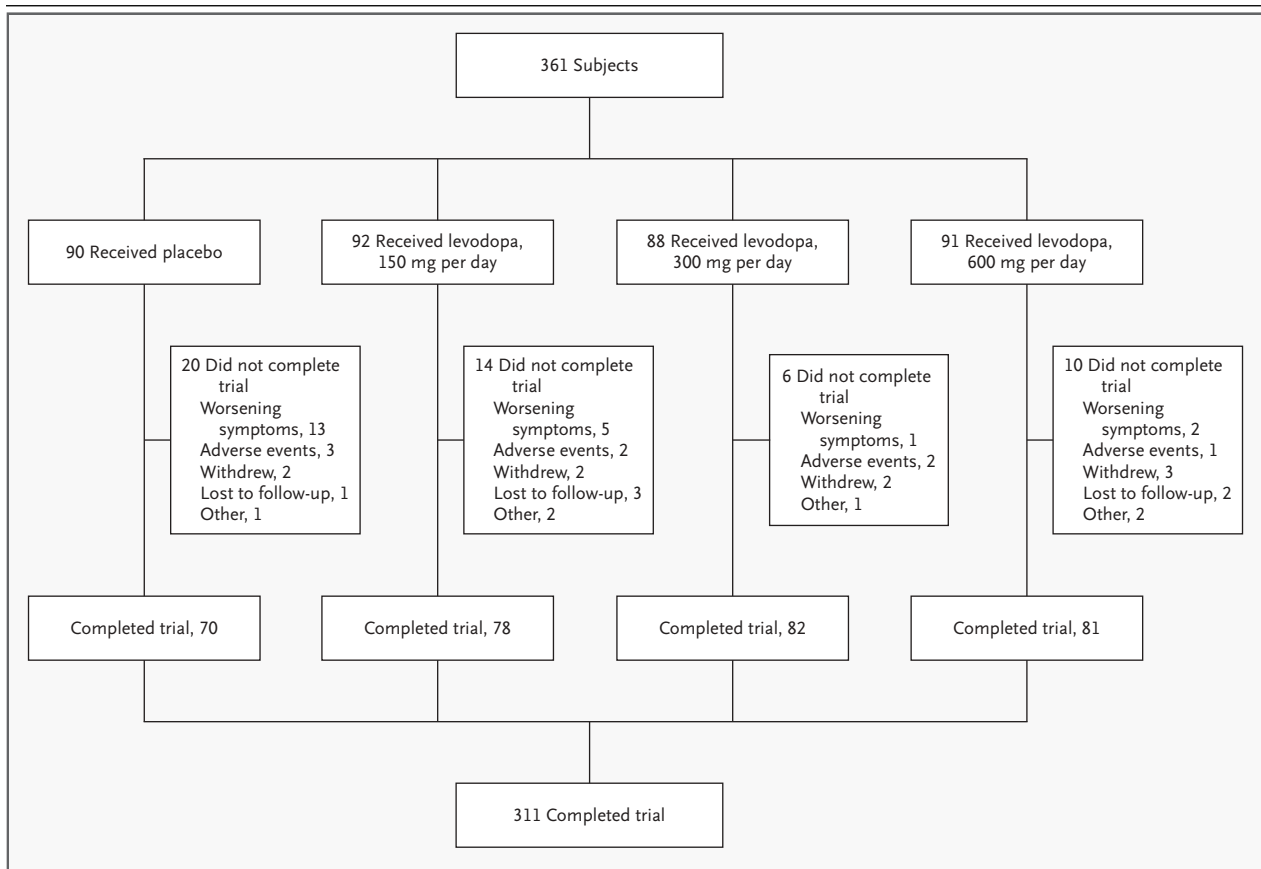 361 Subjects
90 Received placebo
92 Received levodopa,
150 mg per day
88 Received levodopa,
300 mg per day
91 Received levodopa,
600 mg per day
20 Did not complete
trial
Worsening
symptoms, 13
Adverse events, 3
Withdrew, 2
Lost to follow-up, 1
Other, 1
14 Did not complete
trial
Worsening
symptoms, 5
Adverse events, 2
Withdrew, 2
Lost to follow-up, 3
Other, 2
6 Did not complete
trial
Worsening
symptoms, 1
Adverse events, 2
Withdrew, 2
Other, 1
10 Did not complete
trial
Worsening
symptoms, 2
Adverse events, 1
Withdrew, 3
Lost to follow-up, 2
Other, 2
Completed trial, 70
Completed trial, 78
Completed trial, 82
Completed trial, 81
311 Completed trial